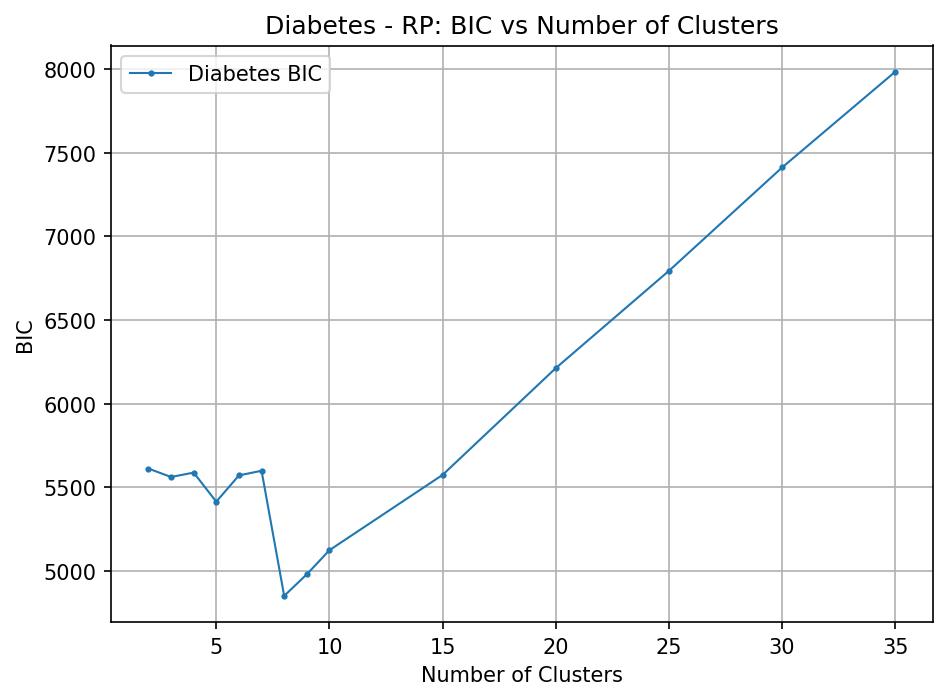 Diabetes - RP: BIC vs Number of Clusters
Diabetes BIC
8000
7500
7000
6500
6000
5500
5000
BIC
5 10 15 20 25 30 35
Number of Clusters